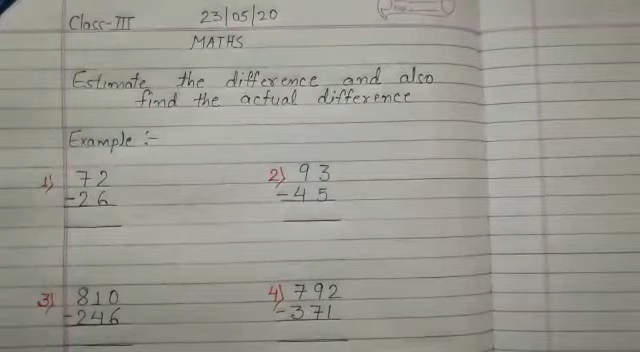 Class-III 23/05/20
MATHS
Estimate the difference and also
find the actual difference
Example :-
1) 72 2) 93
-26 -45
3) 810 4) 792
-246 -371